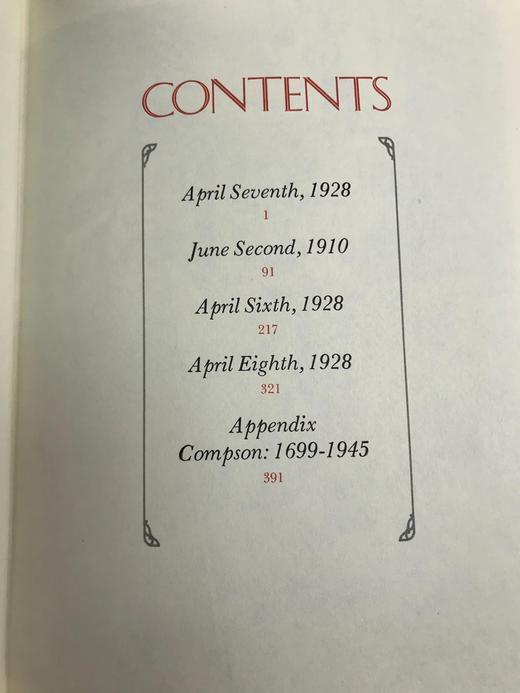 CONTENTS
April Seventh, 1928
1
June Second, 1910
91
April Sixth, 1928
217
April Eighth, 1928
321
Appendix
Compson: 1699-1945
391